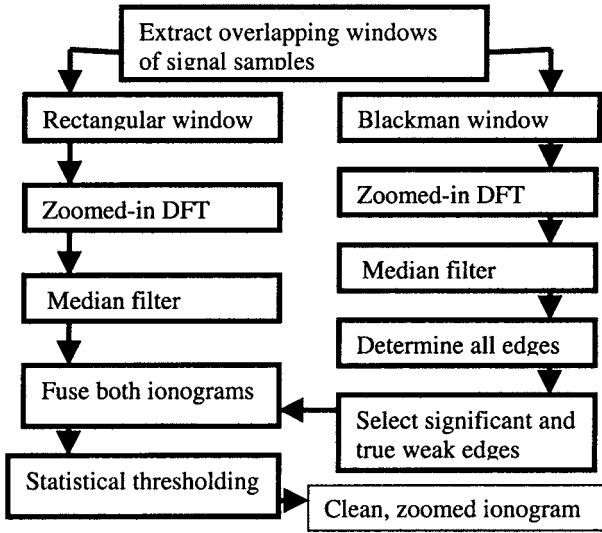 Extract overlapping windows
of signal samples
Rectangular window
Blackman window
Zoomed-in DFT
Zoomed-in DFT
Median filter
Median filter
Determine all edges
Fuse both ionograms
Select significant and
true weak edges
Statistical thresholding
Clean, zoomed ionogram